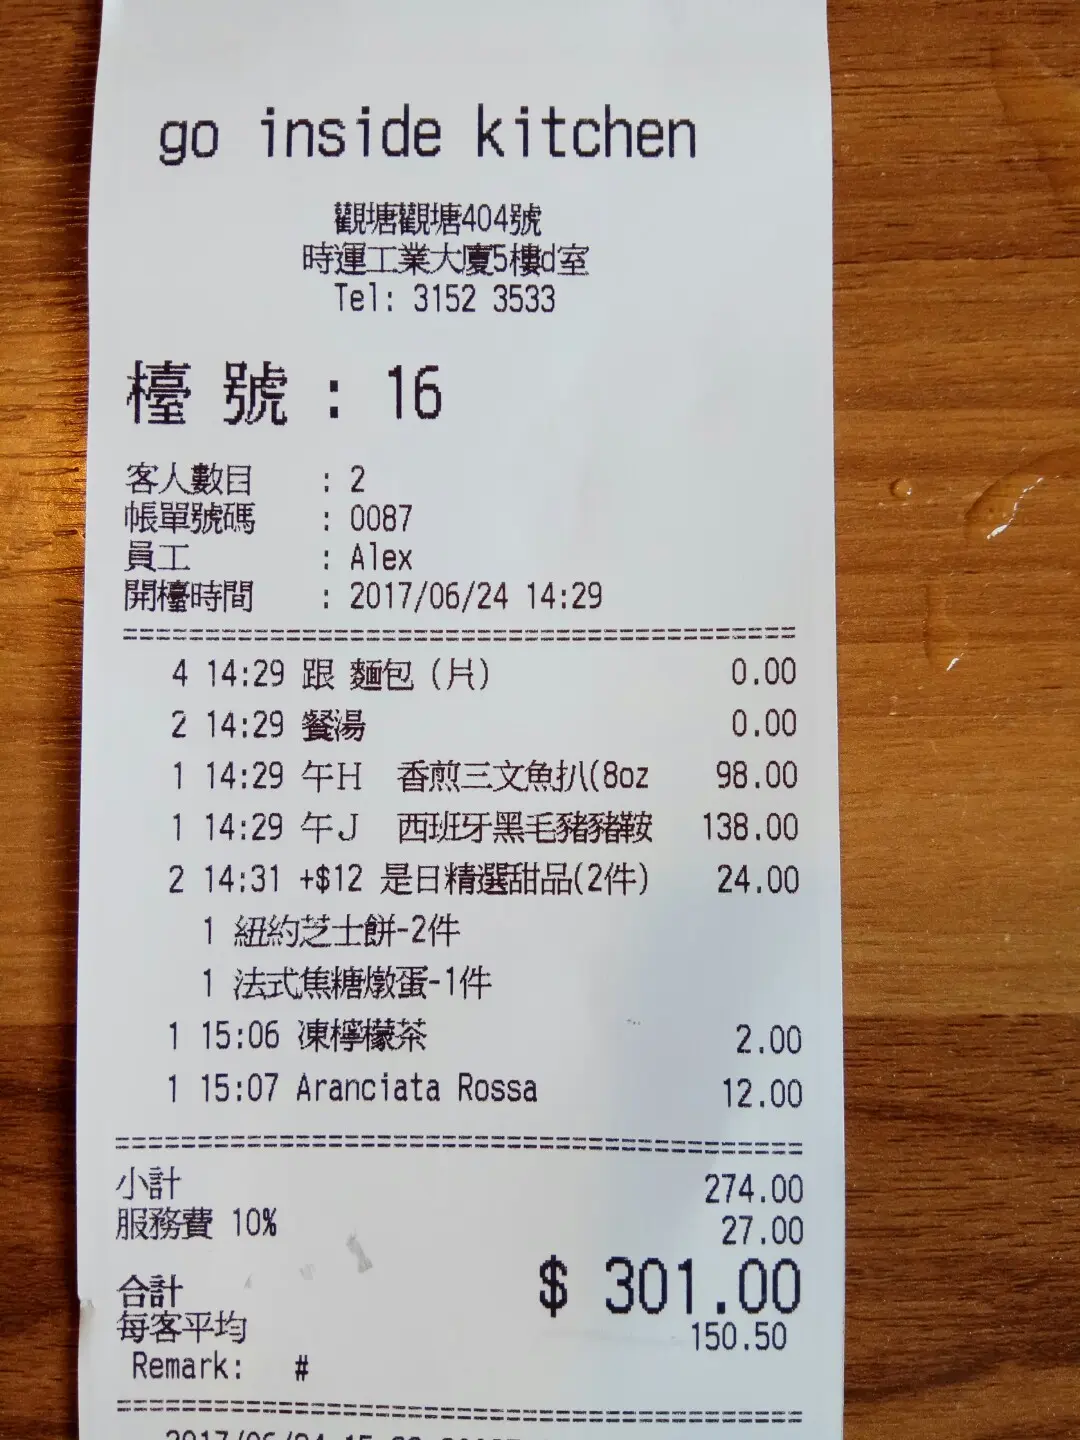 go inside kitchen
觀塘觀塘404號
時運工業大廈5樓d室
Tel: 3152 3533
檯號 : 16
客人數目 : 2
帳單號碼 : 0087
員工 : Alex
開檯時間 : 2017/06/24 14:29
4 14:29 跟 麵包 (片) 0.00
2 14:29 餐湯 0.00
1 14:29 午H 香煎三文魚扒(8oz 98.00
1 14:29 午J 西班牙黑毛豬豬鞍 138.00
2 14:31 +$12 是日精選甜品(2件) 24.00
1 紐約芝士餅-2件
1 法式焦糖燉蛋-1件
1 15:06 凍檸檬茶 2.00
1 15:07 Aranciata Rossa 12.00
小計 274.00
服務費 10% 27.00
合計 $ 301.00
每客平均 150.50
Remark: #